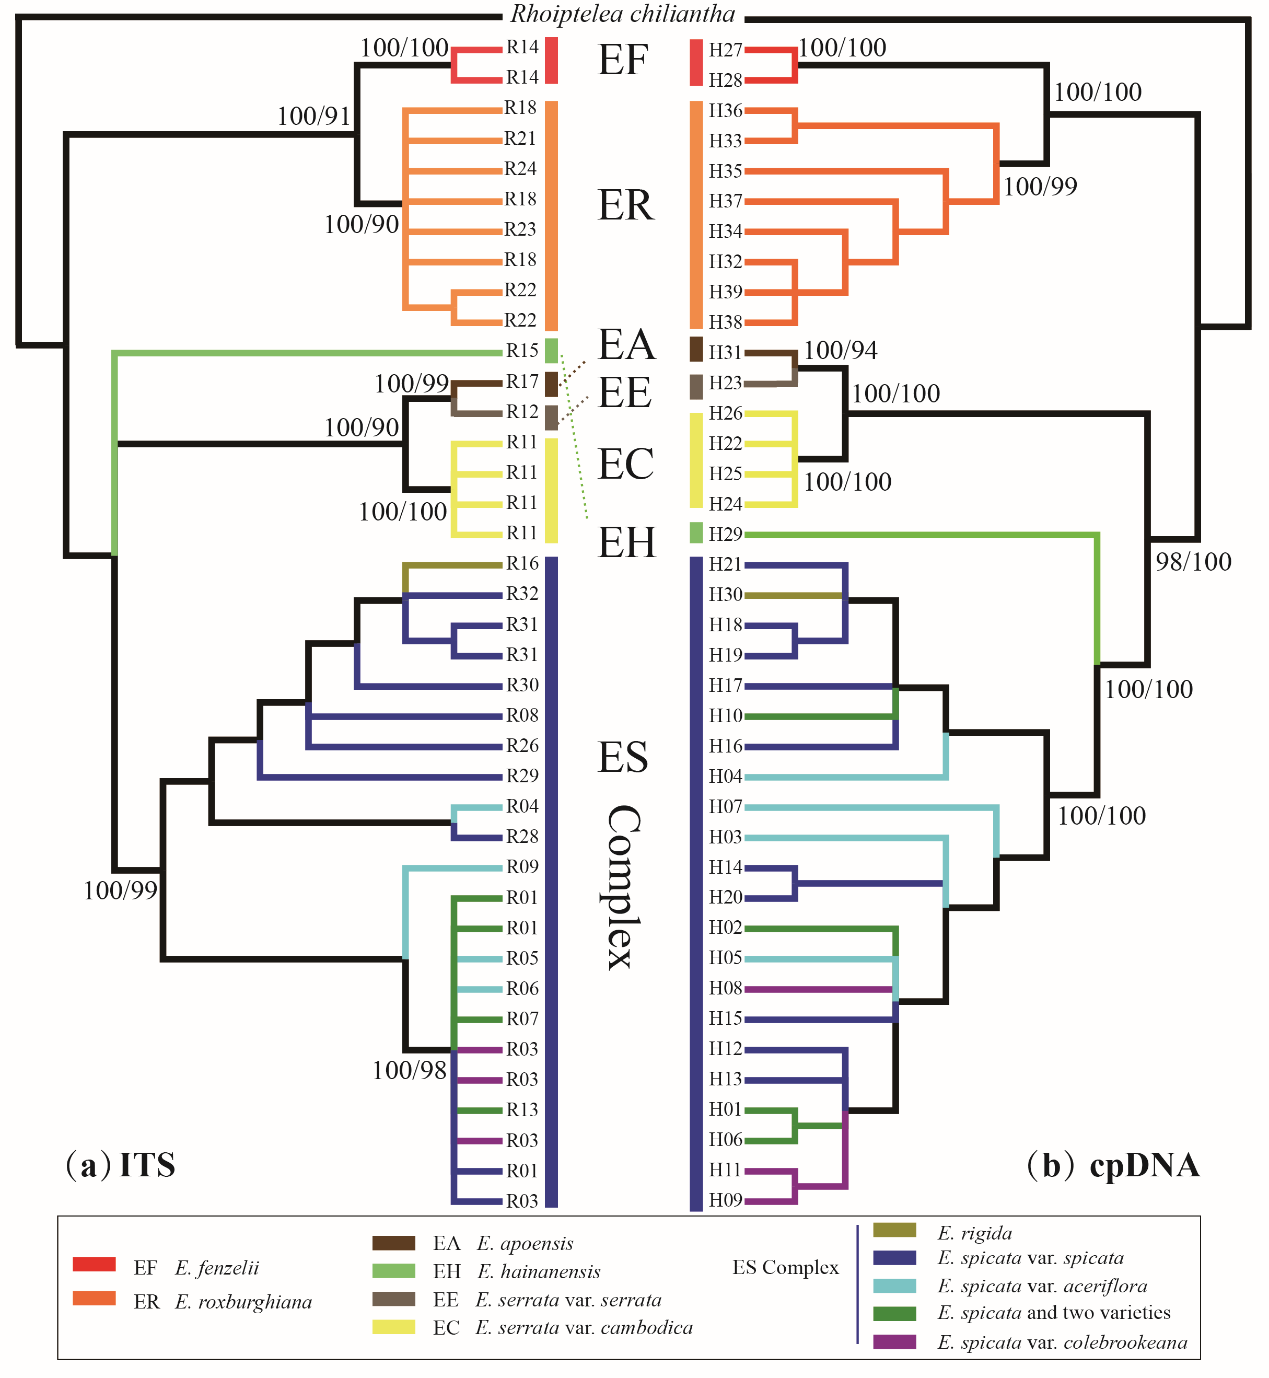 Rhoiptelea chiliantha
100/100 R14 EF H27 100/100
R14 H28
100/91 R18 H36 100/100
R21 H33
R24 H35
100/99
R18 ER H37
100/90 R23 H34
R18 H32
R22 H39
R22 H38
R15 EA H31 100/94
100/99 R17 EE H23 100/100
100/90 R12 H26
R11 H22
R11 EC H25 100/100
100/100 R11 H24
R11 EH H29
98/100
R16 H21
R32 H30
R31 H18
R31 H19
R30 H17 100/100
R08 H10
R26 ES H16
R29 H04
R04 Complex H07 100/100
R28 H03
R09 H14
100/99 R01 H20
R01 H02
R05 H05
R06 H08
R07 H15
R03 H12
100/98
R03 H13
R13 H01
R03 H06
(a) ITS R01 H11 (b) cpDNA
R03 H09
EF E. fenzelii
ER E. roxburghiana
EA E. apoensis
EH E. hainanensis
EE E. serrata var. serrata
EC E. serrata var. cambodica
ES Complex
E. rigida
E. spicata var. spicata
E. spicata var. aceriflora
E. spicata and two varieties
E. spicata var. colebrookeana